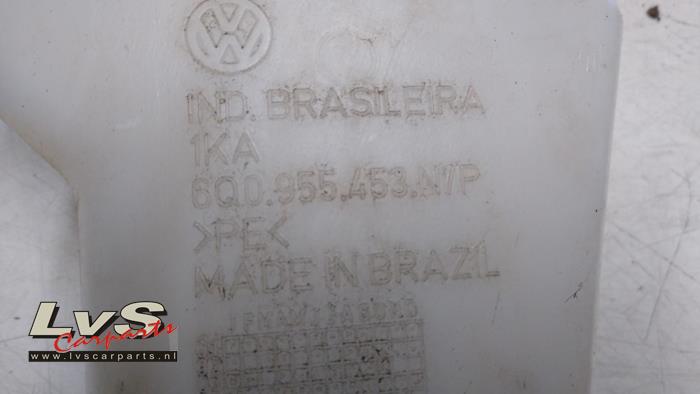 IND. BRASILEIRA
1KA
6Q0.955.453.N/P
>PE<
MADE IN BRAZIL
LvS
Carparts
www.lvscarparts.nl